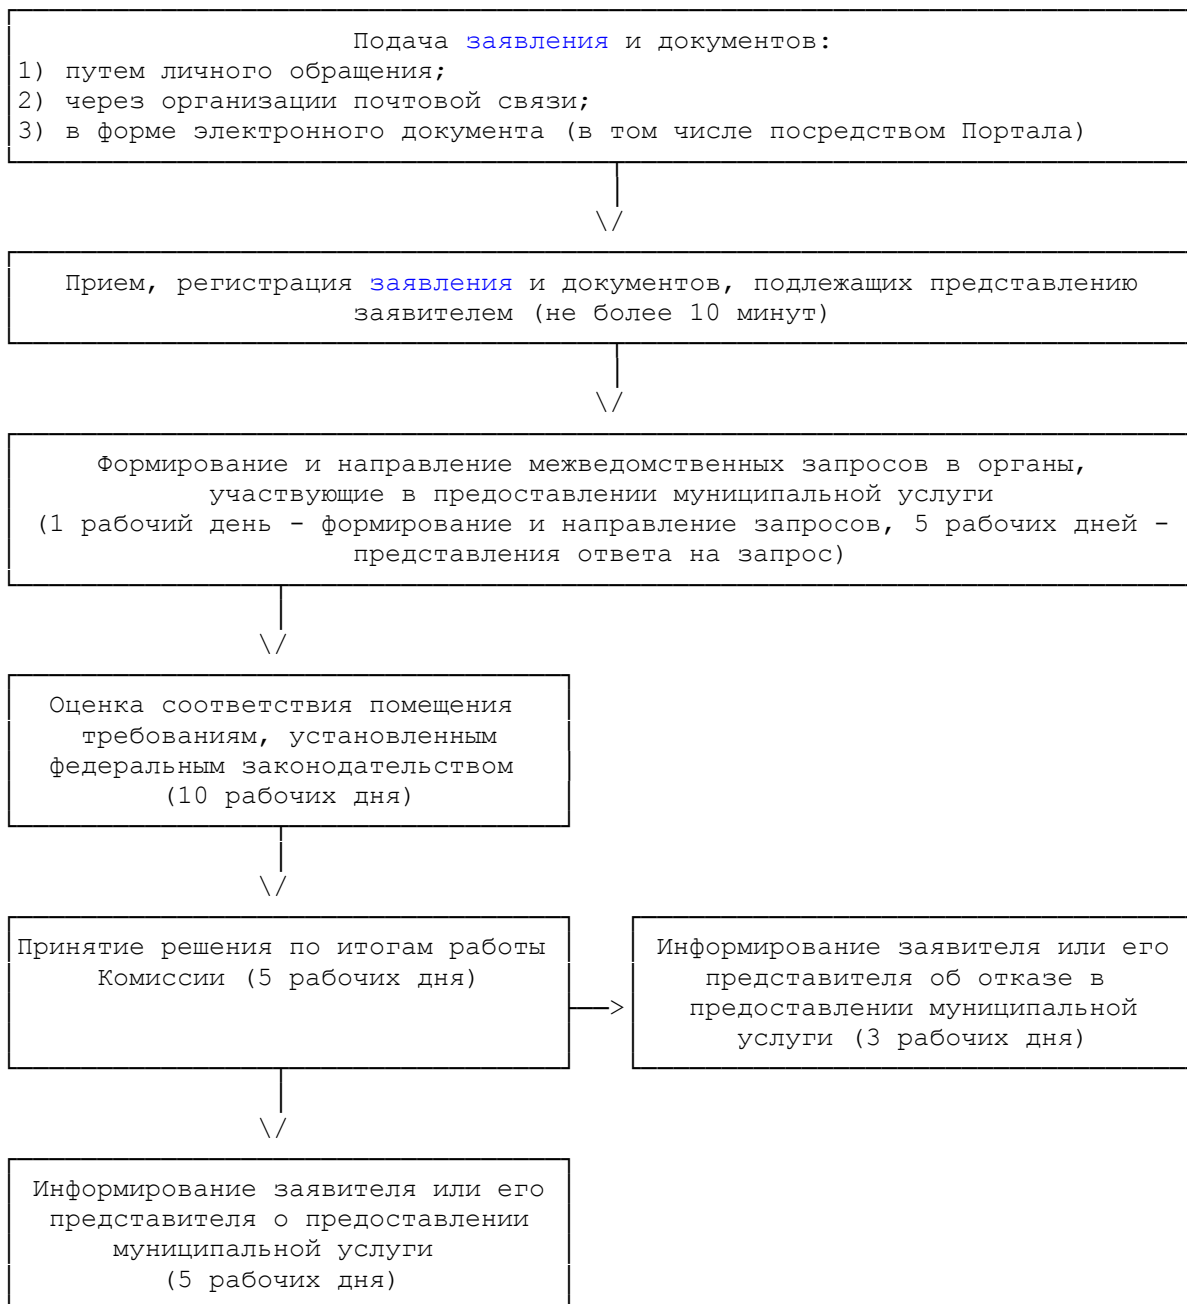 Подача заявления и документов:
1) путем личного обращения;
2) через организации почтовой связи;
3) в форме электронного документа (в том числе посредством Портала)
Прием, регистрация заявления и документов, подлежащих представлению
заявителем (не более 10 минут)
Формирование и направление межведомственных запросов в органы,
участвующие в предоставлении муниципальной услуги
(1 рабочий день - формирование и направление запросов, 5 рабочих дней -
представления ответа на запрос)
Оценка соответствия помещения
требованиям, установленным
федеральным законодательством
(10 рабочих дня)
Принятие решения по итогам работы
Комиссии (5 рабочих дня)
Информирование заявителя или его
представителя об отказе в
предоставлении муниципальной
услуги (3 рабочих дня)
Информирование заявителя или его
представителя о предоставлении
муниципальной услуги
(5 рабочих дня)